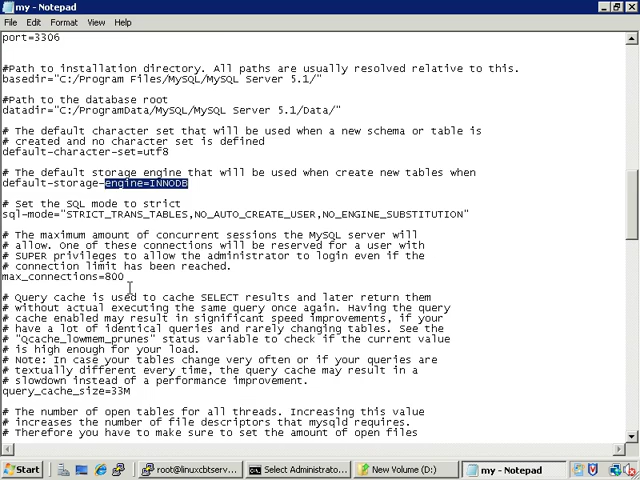 my - Notepad
File Edit Format View Help
port=3306
#Path to installation directory. All paths are usually resolved relative to this.
basedir="C:/Program Files/MySQL/MySQL Server 5.1/"
#Path to the database root
datadir="C:/ProgramData/MySQL/MySQL Server 5.1/Data/"
# The default character set that will be used when a new schema or table is
# created and no character set is defined
default-character-set=utf8
# The default storage engine that will be used when create new tables when
default-storage-engine=INNODB
# Set the SQL mode to strict
sql-mode="STRICT_TRANS_TABLES,NO_AUTO_CREATE_USER,NO_ENGINE_SUBSTITUTION"
# The maximum amount of concurrent sessions the MySQL server will
# allow. One of these connections will be reserved for a user with
# SUPER privileges to allow the administrator to login even if the
# connection limit has been reached.
max_connections=800
# Query cache is used to cache SELECT results and later return them
# without actual executing the same query once again. Having the query
# cache enabled may result in significant speed improvements, if your
# have a lot of identical queries and rarely changing tables. See the
# "Qcache_lowmem_prunes" status variable to check if the current value
# is high enough for your load.
# Note: In case your tables change very often or if your queries are
# textually different every time, the query cache may result in a
# slowdown instead of a performance improvement.
query_cache_size=33M
# The number of open tables for all threads. Increasing this value
# increases the number of file descriptors that mysqld requires.
# Therefore you have to make sure to set the amount of open files
Start root@linuxcbtserv... Select Administrato... New Volume (D:) my - Notepad